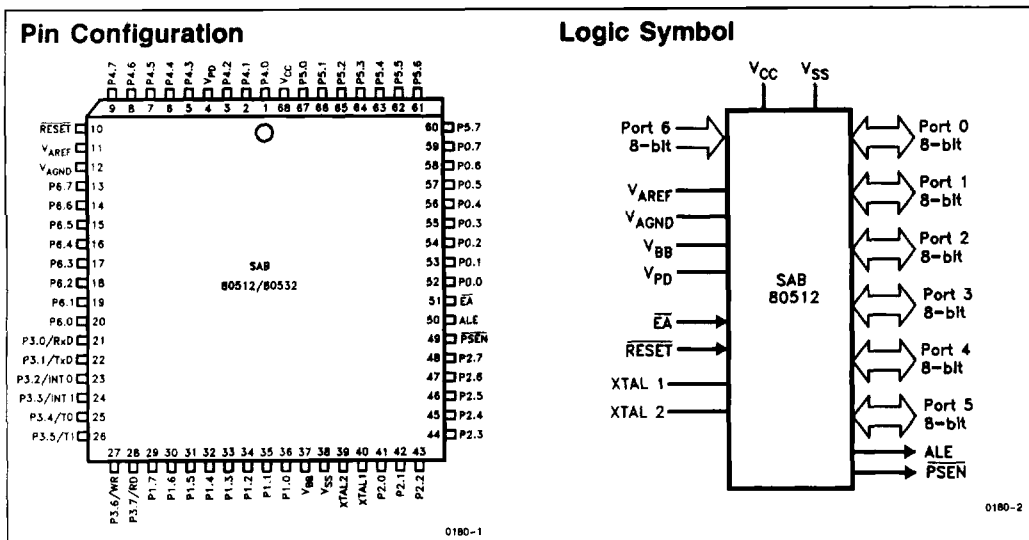 Pin Configuration
P4.7 P4.6 P4.5 P4.4 P4.3 VPD P4.2 P4.1 P4.0 VCC P5.0 P5.1 P5.2 P5.3 P5.4 P5.5 P5.6
9 8 7 6 5 4 3 2 1 68 67 66 65 64 63 62 61
RESET 10
VAREF 11
VAGND 12
P6.7 13
P6.6 14
P6.5 15
P6.4 16
P6.3 17
P6.2 18
P6.1 19
P6.0 20
P3.0/RxD 21
P3.1/TxD 22
P3.2/INT0 23
P3.3/INT1 24
P3.4/T0 25
P3.5/T1 26
SAB
80512/80532
60 P5.7
59 P0.7
58 P0.6
57 P0.5
56 P0.4
55 P0.3
54 P0.2
53 P0.1
52 P0.0
51 EA
50 ALE
49 PSEN
48 P2.7
47 P2.6
46 P2.5
45 P2.4
44 P2.3
27 28 29 30 31 32 33 34 35 36 37 38 39 40 41 42 43
P3.6/WR P3.7/RD P1.7 P1.6 P1.5 P1.4 P1.3 P1.2 P1.1 P1.0 VBB VSS XTAL2 XTAL1 P2.0 P2.1 P2.2
0180-1
Logic Symbol
VCC VSS
Port 6
8-bit
VAREF
VAGND
VBB
VPD
EA
RESET
XTAL 1
XTAL 2
SAB
80512
Port 0
8-bit
Port 1
8-bit
Port 2
8-bit
Port 3
8-bit
Port 4
8-bit
Port 5
8-bit
ALE
PSEN
0180-2